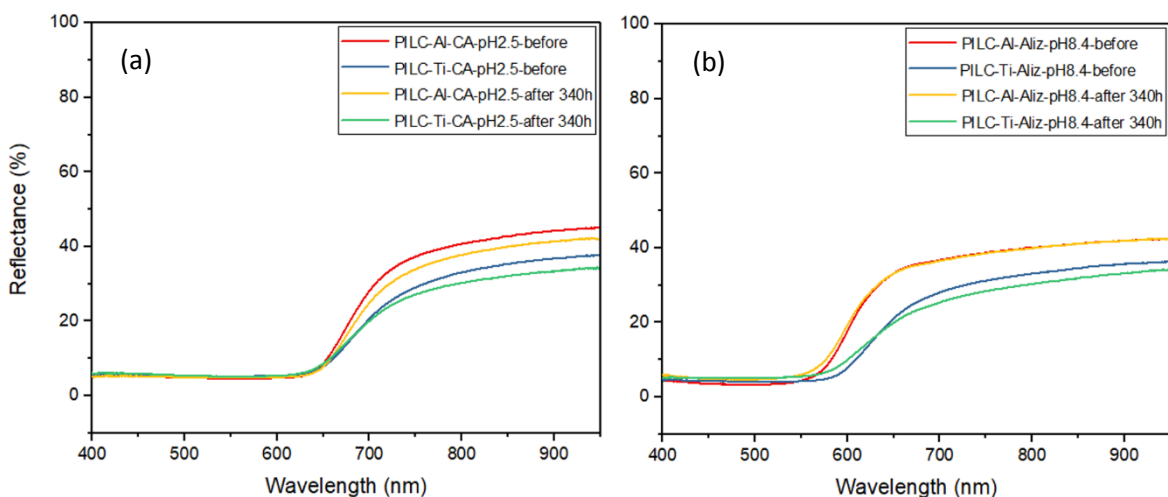 (a)
PILC-Al-CA-pH2.5-before
PILC-Ti-CA-pH2.5-before
PILC-Al-CA-pH2.5-after 340h
PILC-Ti-CA-pH2.5-after 340h
Reflectance (%)
100
80
60
40
20
0
400
500
600
700
800
900
Wavelength (nm)
(b)
PILC-Al-Aliz-pH8.4-before
PILC-Ti-Aliz-pH8.4-before
PILC-Al-Aliz-pH8.4-after 340h
PILC-Ti-Aliz-pH8.4-after 340h
100
80
60
40
20
0
400
500
600
700
800
900
Wavelength (nm)